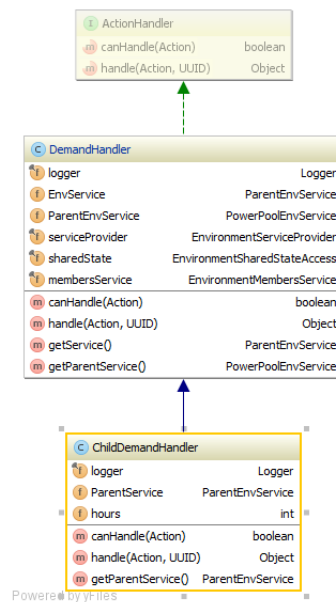 I ActionHandler
m canHandle(Action) boolean
m handle(Action, UUID) Object
C DemandHandler
f logger Logger
f EnvService ParentEnvService
f ParentEnvService PowerPoolEnvService
f serviceProvider EnvironmentServiceProvider
f sharedState EnvironmentSharedStateAccess
f membersService EnvironmentMembersService
m canHandle(Action) boolean
m handle(Action, UUID) Object
m getService() ParentEnvService
m getParentService() PowerPoolEnvService
C ChildDemandHandler
f logger Logger
f ParentService ParentEnvService
f hours int
m canHandle(Action) boolean
m handle(Action, UUID) Object
m getParentService() ParentEnvService
Powered by yFiles